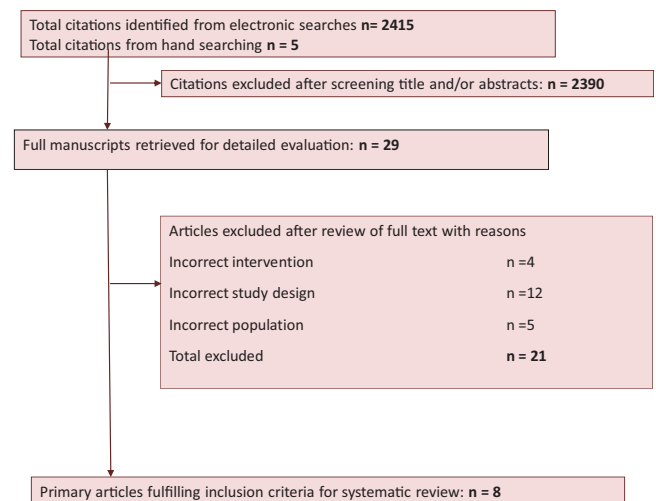 Total citations identified from electronic searches n= 2415
Total citations from hand searching n = 5
Citations excluded after screening title and/or abstracts: n = 2390
Full manuscripts retrieved for detailed evaluation: n = 29
Articles excluded after review of full text with reasons
Incorrect intervention n =4
Incorrect study design n =12
Incorrect population n =5
Total excluded n = 21
Primary articles fulfilling inclusion criteria for systematic review: n = 8